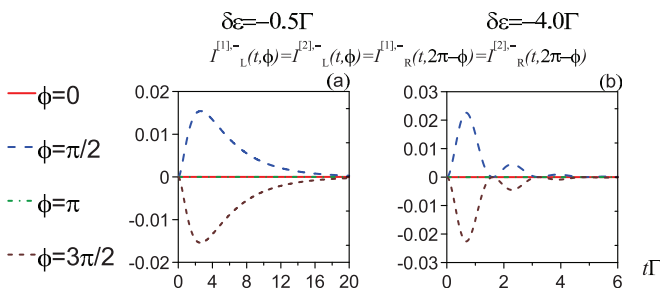 δε=−0.5Γ δε=−4.0Γ
I^[1],−_L(t,ϕ)=I^[2],−_L(t,ϕ)=I^[1],−_R(t,2π−ϕ)=I^[2],−_R(t,2π−ϕ)
(a) (b)
ϕ=0
ϕ=π/2
ϕ=π
ϕ=3π/2
0.02
0.01
0
-0.01
-0.02
0 4 8 12 16 20
0.03
0.02
0.01
0
-0.01
-0.02
-0.03
0 2 4 6
tΓ